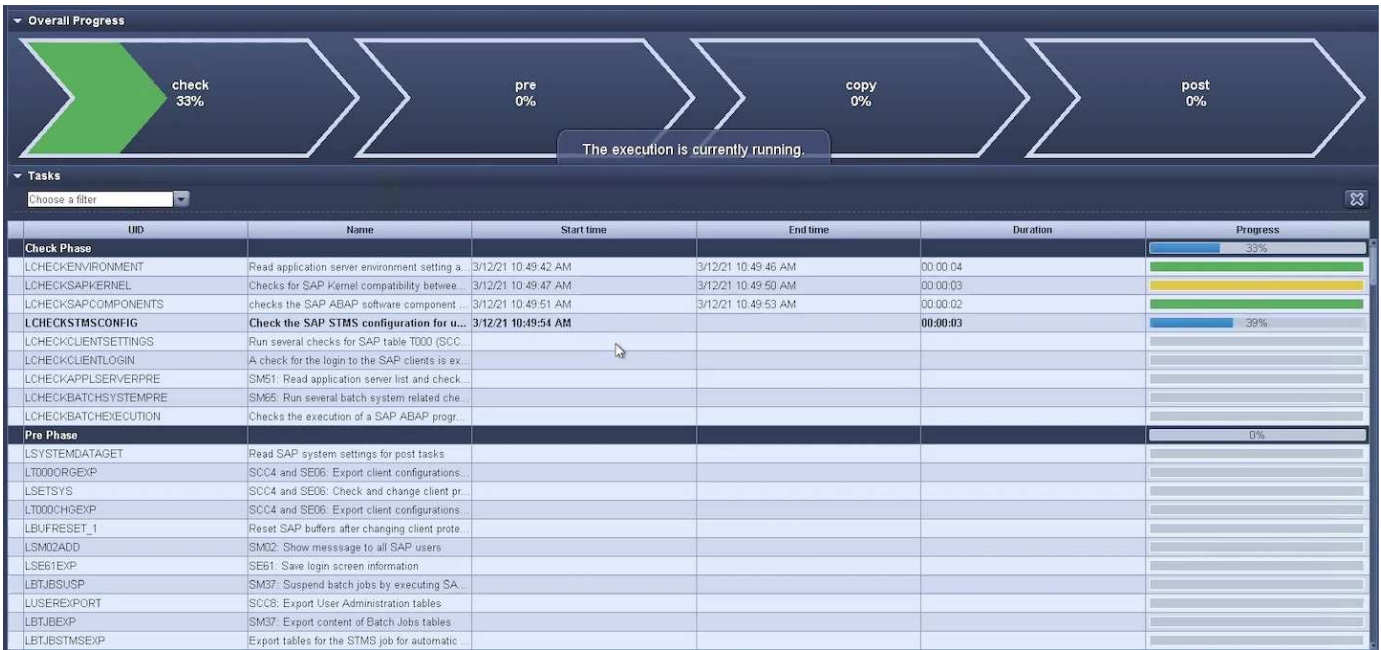 Overall Progress
check
33%
pre
0%
copy
0%
post
0%
The execution is currently running.
Tasks
Choose a filter
UID Name Start time End time Duration Progress
Check Phase 33%
LCHECKENVIRONMENT Read application server environment setting a... 3/12/21 10:49:42 AM 3/12/21 10:49:46 AM 00:00:04
LCHECKSAPKERNEL Checks for SAP Kernel compatibility betwee... 3/12/21 10:49:47 AM 3/12/21 10:49:50 AM 00:00:03
LCHECKSAPCOMPONENTS checks the SAP ABAP software component ... 3/12/21 10:49:51 AM 3/12/21 10:49:53 AM 00:00:02
LCHECKSTMSCONFIG Check the SAP STMS configuration for u... 3/12/21 10:49:54 AM 00:00:03 39%
LCHECKCLIENTSETTINGS Run several checks for SAP table T000 (SCC...
LCHECKCLIENTLOGIN A check for the login to the SAP clients is ex...
LCHECKAPPLSERVERPRE SM51: Read application server list and check...
LCHECKBATCHSYSTEMPRE SM65: Run several batch system related che...
LCHECKBATCHEXECUTION Checks the execution of a SAP ABAP progr...
Pre Phase 0%
LSYSTEMDATAGET Read SAP system settings for post tasks
LT000ORGEXP SCC4 and SE06: Export client configurations...
LSETSYS SCC4 and SE06: Check and change client pr...
LT000CHGEXP SCC4 and SE06: Export client configurations...
LBUFRESET_1 Reset SAP buffers after changing client prote...
LSM02ADD SM02: Show messsage to all SAP users
LSE61EXP SE61: Save login screen information
LBTJBSUSP SM37: Suspend batch jobs by executing SA...
LUSEREXPORT SCC8: Export User Administration tables
LBTJBEXP SM37: Export content of Batch Jobs tables
LBTJBSTMSEXP Export tables for the STMS job for automatic ...